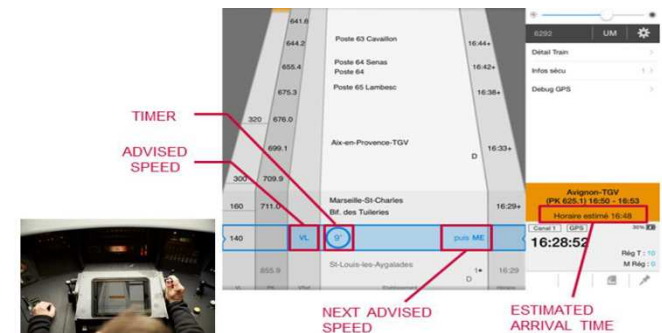 641.8
644.2 Poste 63 Cavaillon 16:44+
655.4 Poste 64 Senas 16:42+
Poste 64
675.3 Poste 65 Lambesc 16:38+
320 676.0
699.1 Aix-en-Provence-TGV D 16:33+
300 709.9
160 711.0 Marseille-St-Charles 16:29+
Bif. des Tuileries
140 VL 9" puis ME
855.9 St-Louis-les-Aygalades D 16:29
TIMER
ADVISED
SPEED
NEXT ADVISED
SPEED
6292 UM
Détail Train
Infos sécu
Debug GPS
Avignon-TGV
(PK 625.1) 16:50 - 16:53
Horaire estimé 16:48
Canal 1 GPS
16:28:52
Rég T : 10
M Rég : 0
ESTIMATED
ARRIVAL TIME